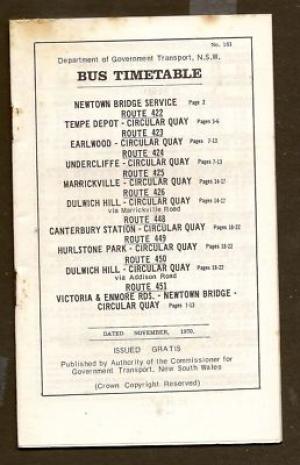 No. 163
Department of Government Transport, N.S.W.
BUS TIMETABLE
NEWTOWN BRIDGE SERVICE Page 2
ROUTE 422
TEMPE DEPOT - CIRCULAR QUAY Pages 3-6
ROUTE 423
EARLWOOD - CIRCULAR QUAY Pages 7-13
ROUTE 424
UNDERCLIFFE - CIRCULAR QUAY Pages 7-13
ROUTE 425
MARRICKVILLE - CIRCULAR QUAY Pages 14-17
ROUTE 426
DULWICH HILL - CIRCULAR QUAY Pages 14-17
via Marrickville Road
ROUTE 448
CANTERBURY STATION - CIRCULAR QUAY Pages 18-22
ROUTE 449
HURLSTONE PARK - CIRCULAR QUAY Pages 18-22
ROUTE 450
DULWICH HILL - CIRCULAR QUAY Pages 18-22
via Addison Road
ROUTE 451
VICTORIA & ENMORE RDS. - NEWTOWN BRIDGE -
CIRCULAR QUAY Pages 7-13
DATED NOVEMBER, 1970.
ISSUED GRATIS
Published by Authority of the Commissioner for
Government Transport, New South Wales
(Crown Copyright Reserved)